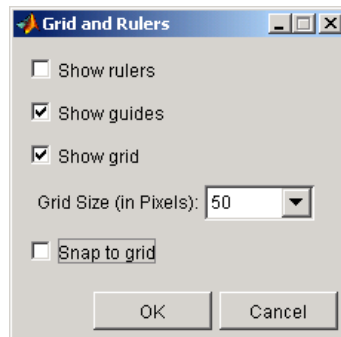 Grid and Rulers
Show rulers
Show guides
Show grid
Grid Size (in Pixels): 50
Snap to grid
OK Cancel